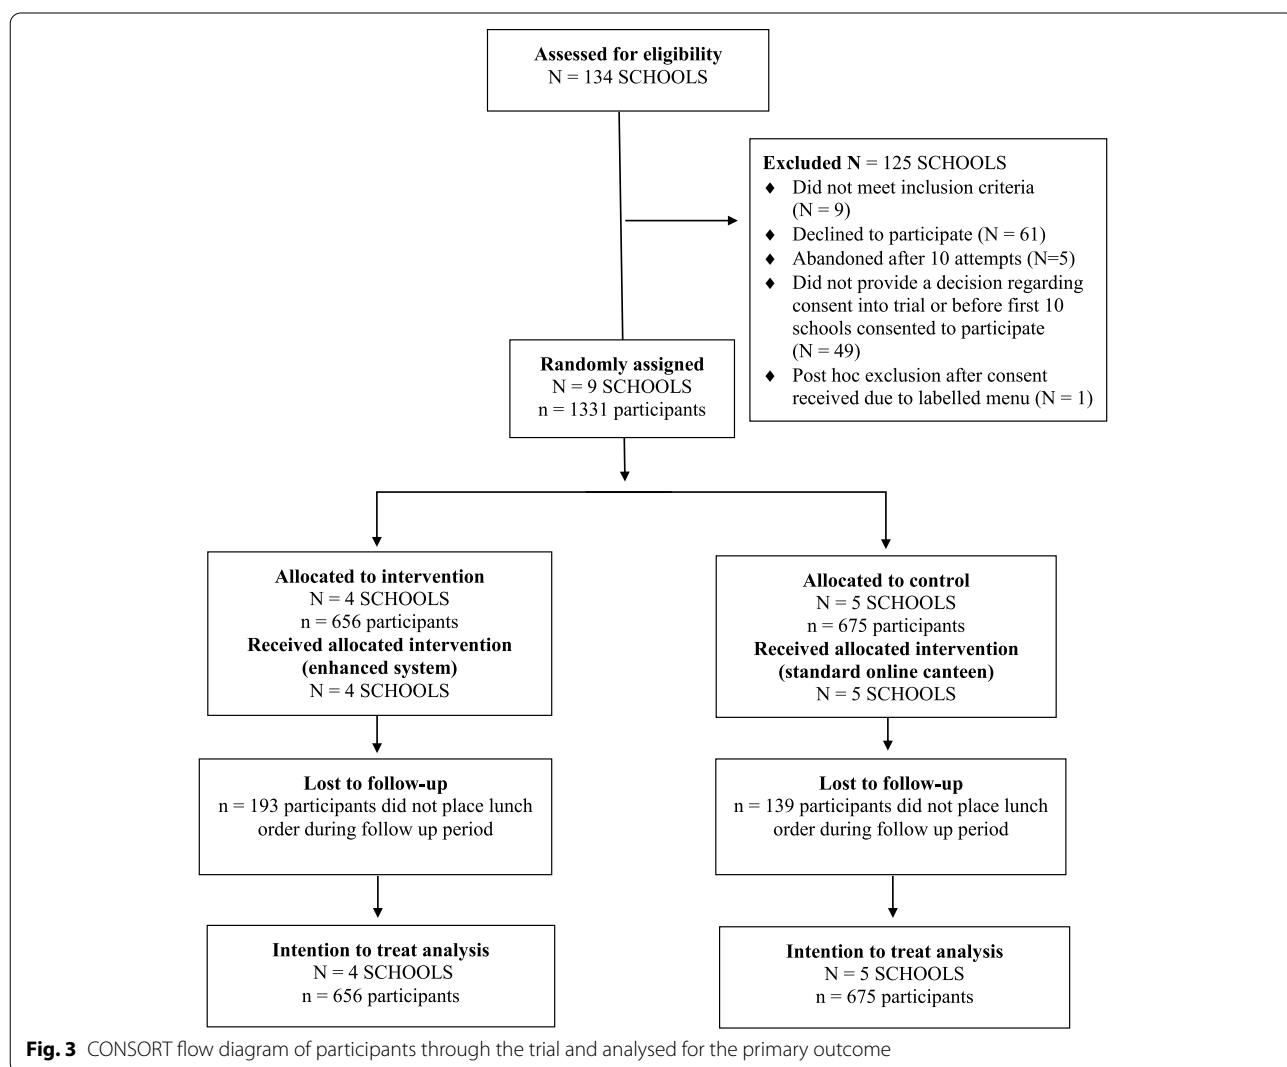 Assessed for eligibility
N = 134 SCHOOLS
Excluded N = 125 SCHOOLS
♦ Did not meet inclusion criteria
(N = 9)
♦ Declined to participate (N = 61)
♦ Abandoned after 10 attempts (N=5)
♦ Did not provide a decision regarding
consent into trial or before first 10
schools consented to participate
(N = 49)
♦ Post hoc exclusion after consent
received due to labelled menu (N = 1)
Randomly assigned
N = 9 SCHOOLS
n = 1331 participants
Allocated to intervention
N = 4 SCHOOLS
n = 656 participants
Received allocated intervention
(enhanced system)
N = 4 SCHOOLS
Allocated to control
N = 5 SCHOOLS
n = 675 participants
Received allocated intervention
(standard online canteen)
N = 5 SCHOOLS
Lost to follow-up
n = 193 participants did not place lunch
order during follow up period
Lost to follow-up
n = 139 participants did not place lunch
order during follow up period
Intention to treat analysis
N = 4 SCHOOLS
n = 656 participants
Intention to treat analysis
N = 5 SCHOOLS
n = 675 participants
Fig. 3 CONSORT flow diagram of participants through the trial and analysed for the primary outcome